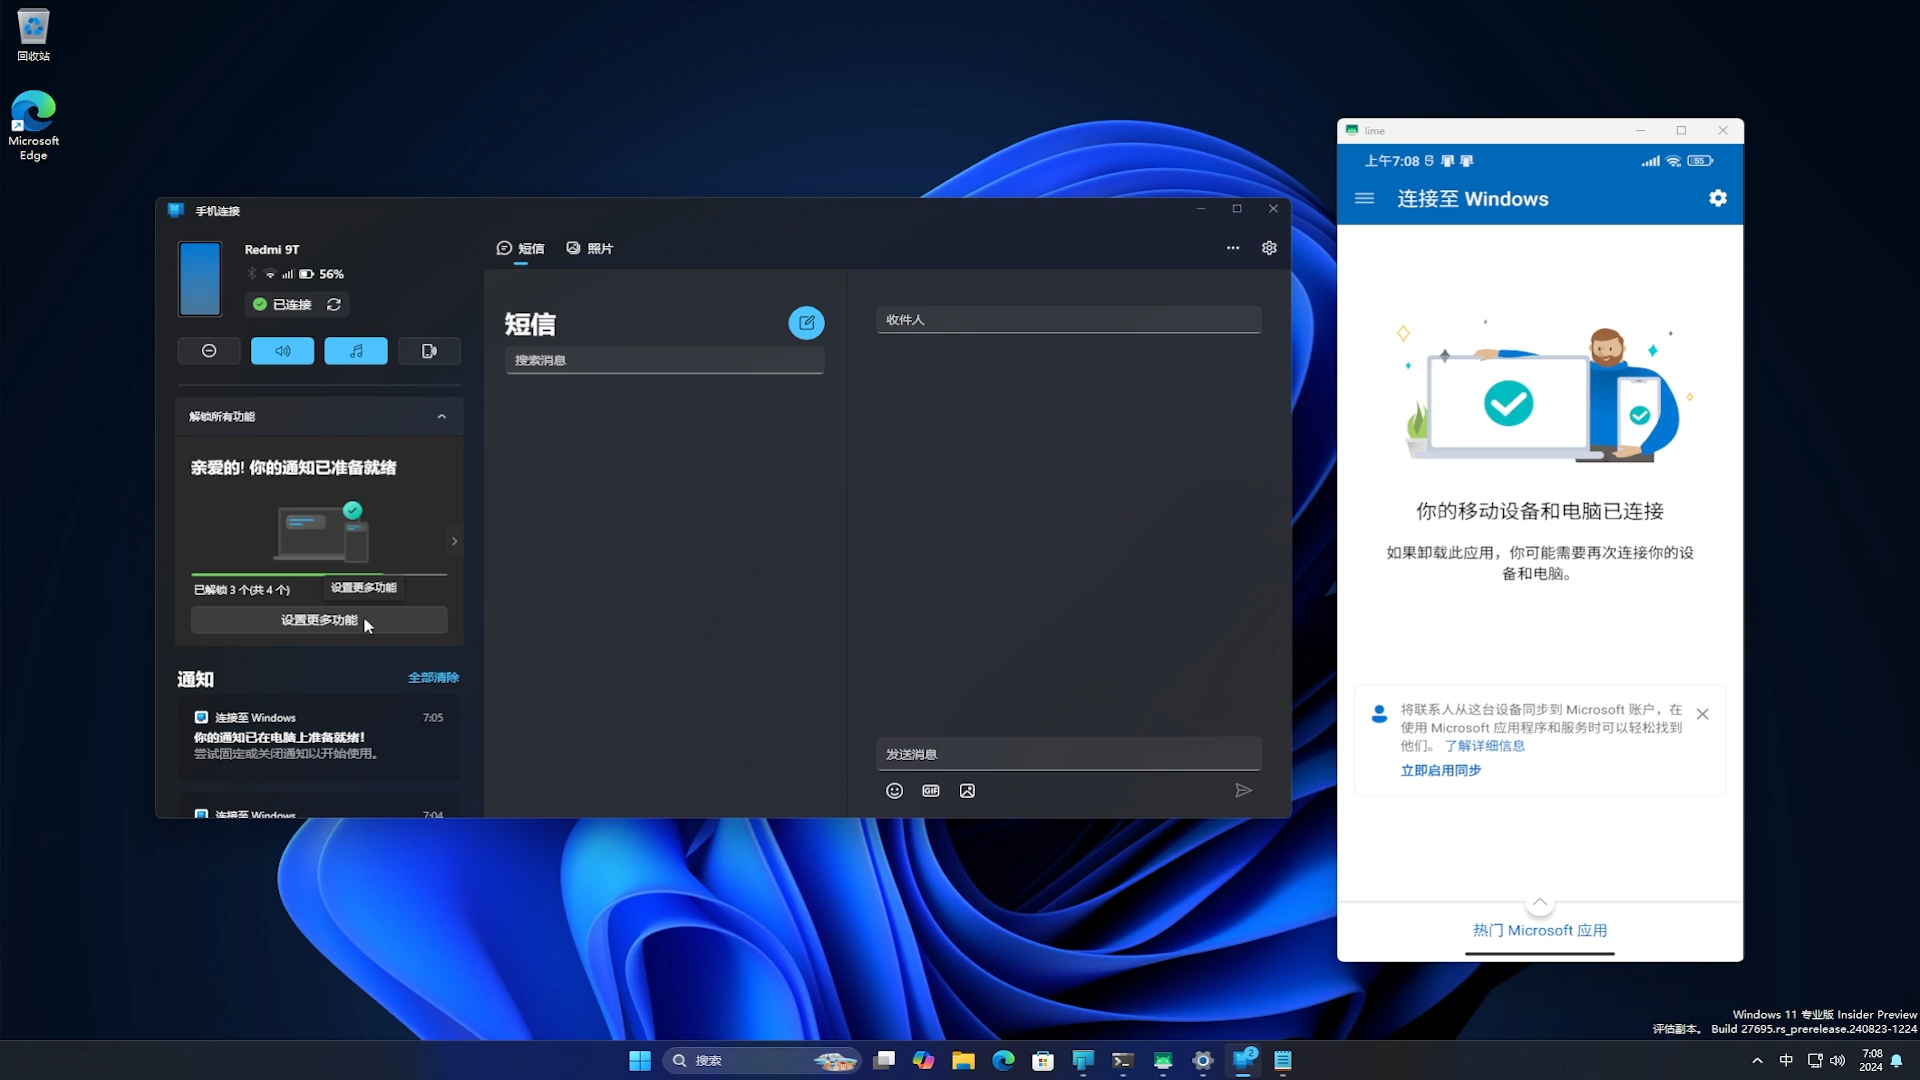 回收站
Microsoft
Edge
手机连接
Redmi 9T
56%
已连接
解锁所有功能
亲爱的! 你的通知已准备就绪
已解锁 3 个(共 4 个)
设置更多功能
设置更多功能
通知
全部清除
连接至 Windows
7:05
你的通知已在电脑上准备就绪!
尝试固定或关闭通知以开始使用。
连接至 Windows
7:04
短信
照片
短信
搜索消息
收件人
发送消息
GIF
lime
上午7:08
55
连接至 Windows
你的移动设备和电脑已连接
如果卸载此应用，你可能需要再次连接你的设
备和电脑。
将联系人从这台设备同步到 Microsoft 账户，在
使用 Microsoft 应用程序和服务时可以轻松找到
他们。 了解详细信息
立即启用同步
热门 Microsoft 应用
Windows 11 专业版 Insider Preview
评估副本。 Build 27695.rs_prerelease.240823-1224
搜索
2
中
7:08
2024